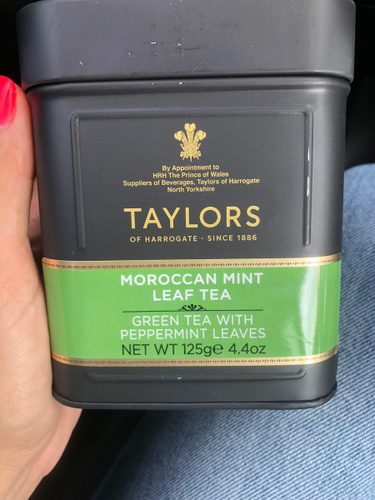 By Appointment to
HRH The Prince of Wales
Suppliers of Beverages, Taylors of Harrogate
North Yorkshire
TAYLORS
OF HARROGATE · SINCE 1886
MOROCCAN MINT
LEAF TEA
GREEN TEA WITH
PEPPERMINT LEAVES
NET WT 125g℮ 4.4oz